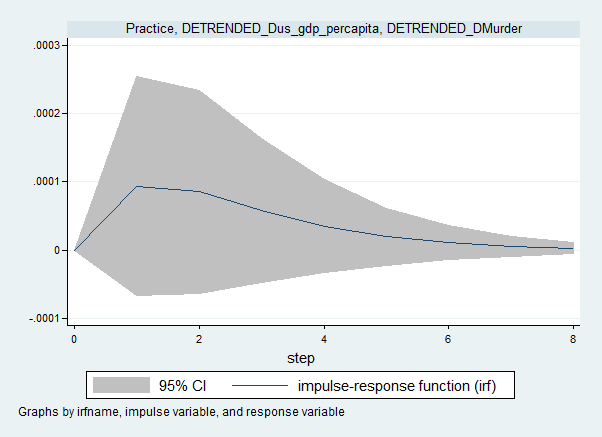 Practice, DETRENDED_Dus_gdp_percapita, DETRENDED_DMurder
.0003
.0002
.0001
0
-.0001
0 2 4 6 8
step
95% CI impulse-response function (irf)
Graphs by irfname, impulse variable, and response variable